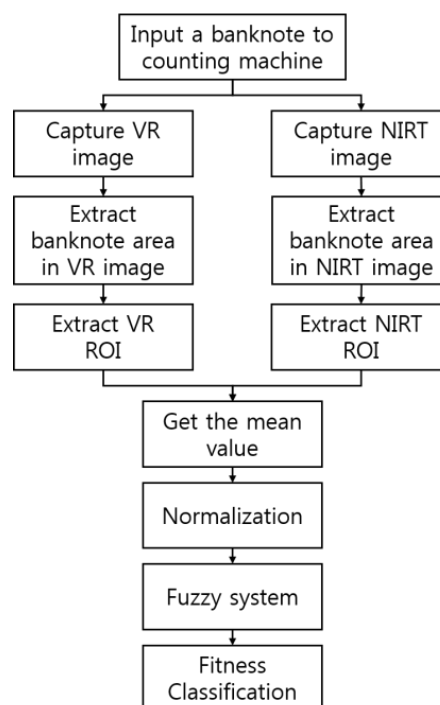 Input a banknote to
counting machine
Capture VR
image
Capture NIRT
image
Extract
banknote area
in VR image
Extract
banknote area
in NIRT image
Extract VR
ROI
Extract NIRT
ROI
Get the mean
value
Normalization
Fuzzy system
Fitness
Classification